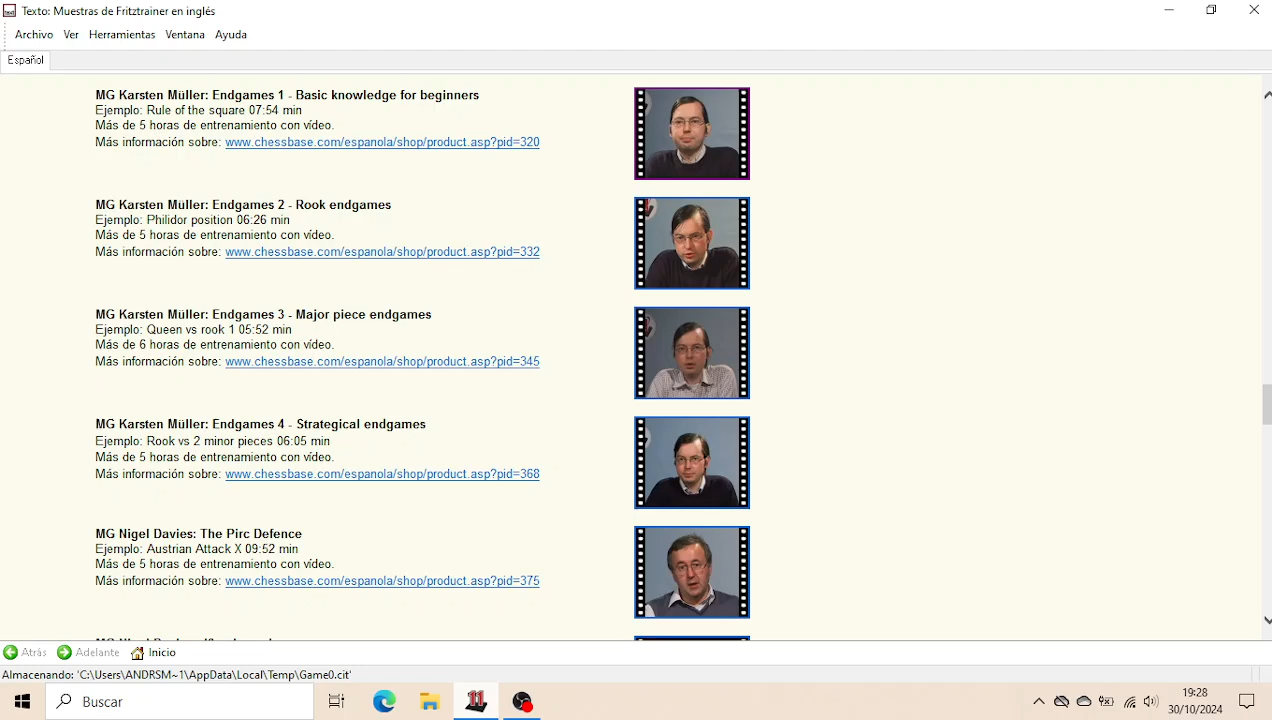 Texto: Muestras de Fritztrainer en inglés
Archivo Ver Herramientas Ventana Ayuda
Español
MG Karsten Müller: Endgames 1 - Basic knowledge for beginners
Ejemplo: Rule of the square 07:54 min
Más de 5 horas de entrenamiento con vídeo.
Más información sobre: www.chessbase.com/espanola/shop/product.asp?pid=320
MG Karsten Müller: Endgames 2 - Rook endgames
Ejemplo: Philidor position 06:26 min
Más de 5 horas de entrenamiento con vídeo.
Más información sobre: www.chessbase.com/espanola/shop/product.asp?pid=332
MG Karsten Müller: Endgames 3 - Major piece endgames
Ejemplo: Queen vs rook 1 05:52 min
Más de 6 horas de entrenamiento con vídeo.
Más información sobre: www.chessbase.com/espanola/shop/product.asp?pid=345
MG Karsten Müller: Endgames 4 - Strategical endgames
Ejemplo: Rook vs 2 minor pieces 06:05 min
Más de 5 horas de entrenamiento con vídeo.
Más información sobre: www.chessbase.com/espanola/shop/product.asp?pid=368
MG Nigel Davies: The Pirc Defence
Ejemplo: Austrian Attack X 09:52 min
Más de 5 horas de entrenamiento con vídeo.
Más información sobre: www.chessbase.com/espanola/shop/product.asp?pid=375
Atrás Adelante Inicio
Almacenando: 'C:\Users\ANDRSM~1\AppData\Local\Temp\Game0.cit'
Buscar
11
19:28
30/10/2024